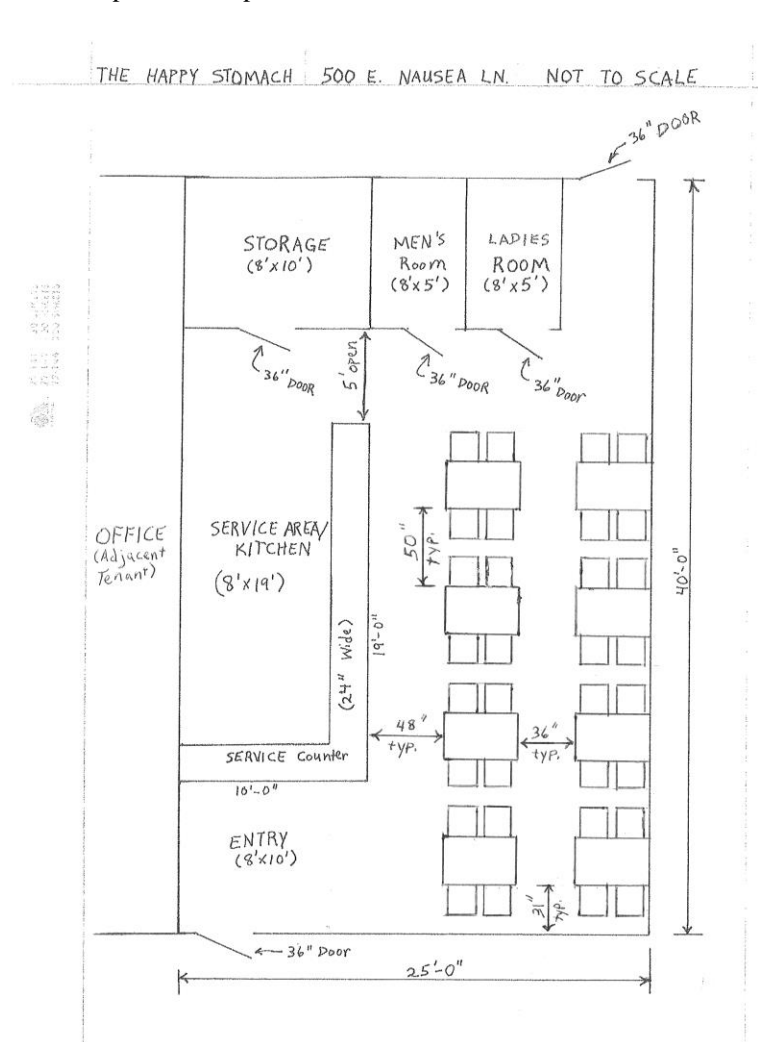 THE HAPPY STOMACH 500 E. NAUSEA LN. NOT TO SCALE
36" DOOR
STORAGE
(8'x10')
MEN'S
Room
(8'x5')
LADIES
ROOM
(8'x5')
36" DOOR
5' open
36" DOOR
36" Door
OFFICE
(Adjacent
Tenant)
SERVICE AREA/
KITCHEN
(8'x19')
50"
typ.
40'-0"
(24" Wide)
19'-0"
48"
typ.
36"
typ.
SERVICE Counter
10'-0"
ENTRY
(8'x10')
31"
typ.
36" Door
25'-0"